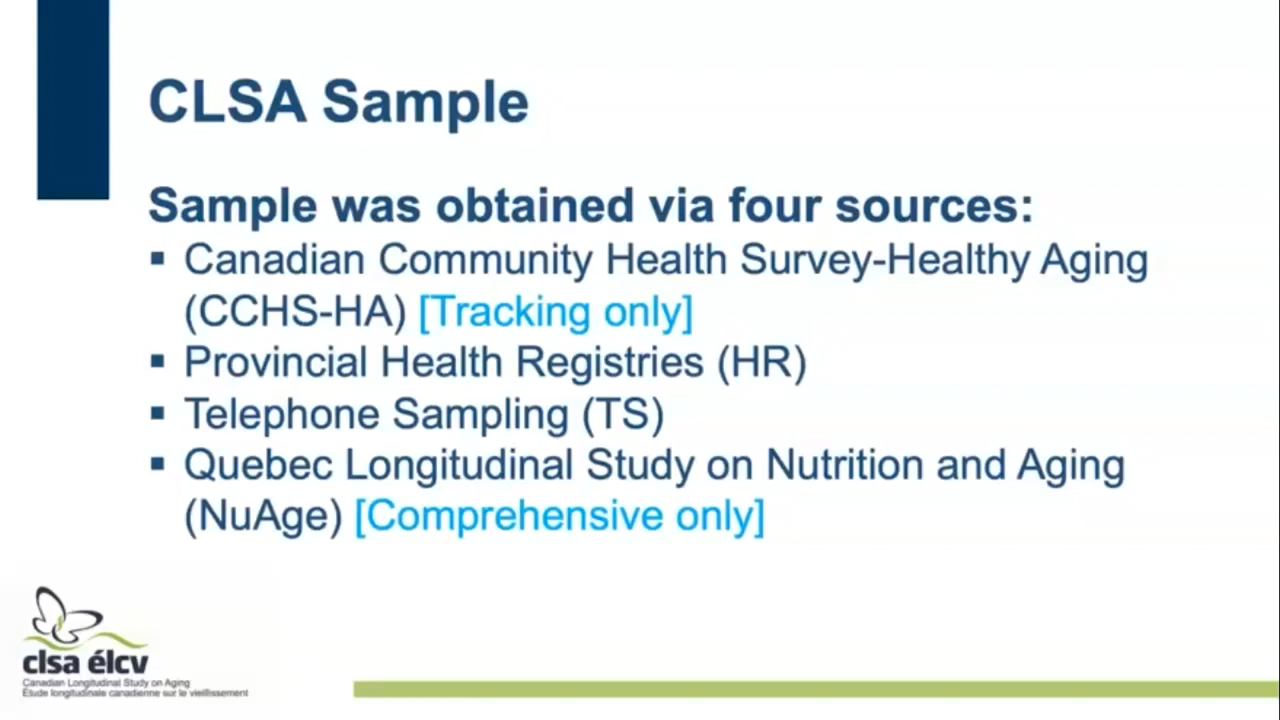 CLSA Sample
Sample was obtained via four sources:
▪ Canadian Community Health Survey-Healthy Aging
(CCHS-HA) [Tracking only]
▪ Provincial Health Registries (HR)
▪ Telephone Sampling (TS)
▪ Quebec Longitudinal Study on Nutrition and Aging
(NuAge) [Comprehensive only]
clsa élcv
Canadian Longitudinal Study on Aging
Étude longitudinale canadienne sur le vieillissement